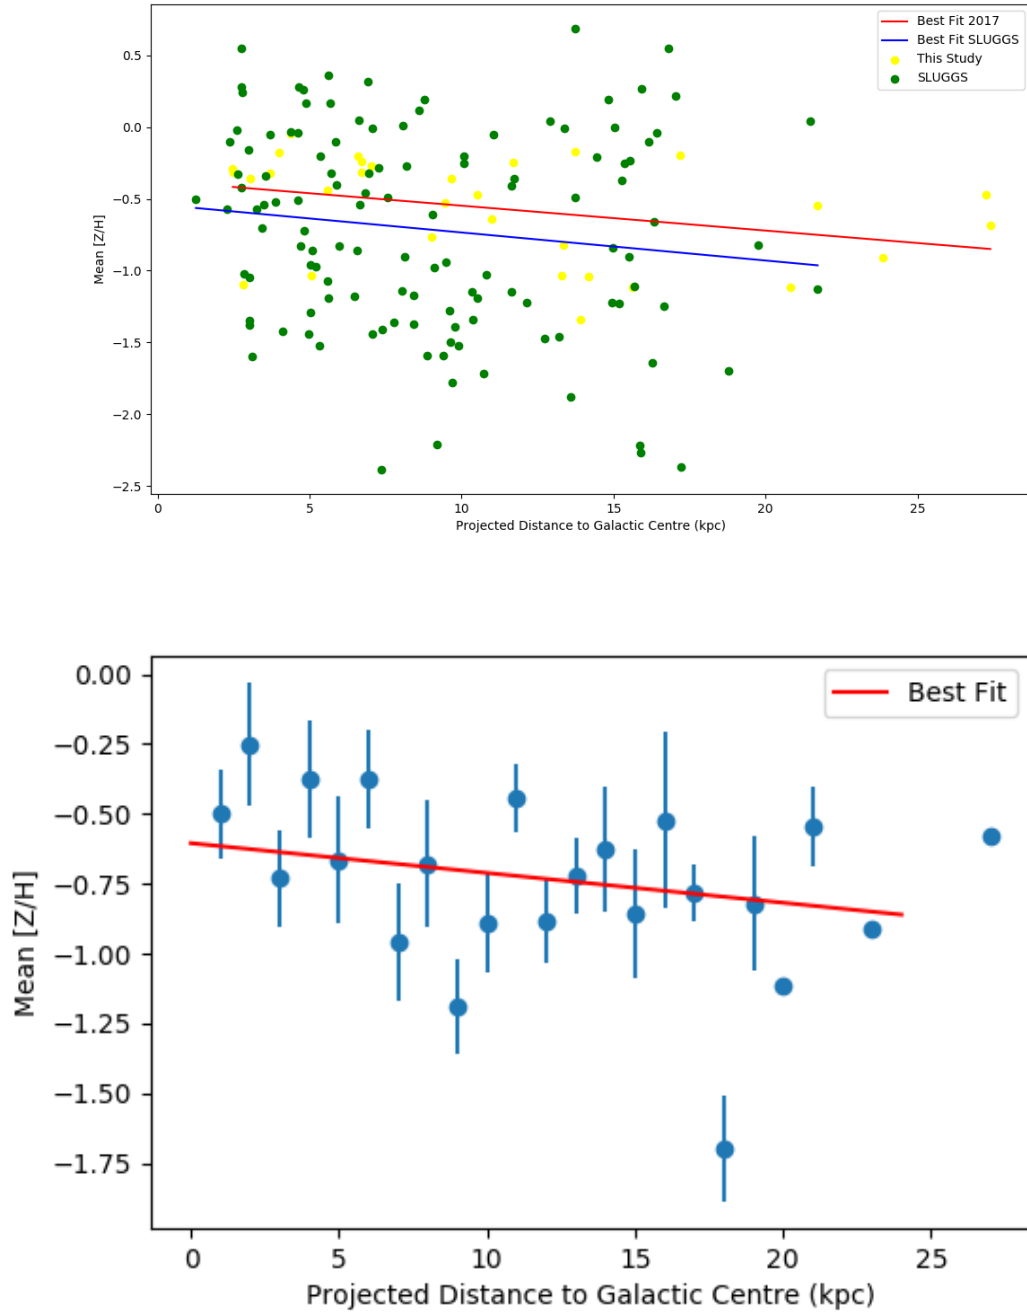 Best Fit 2017
Best Fit SLUGGS
This Study
SLUGGS
0.5
0.0
−0.5
−1.0
−1.5
−2.0
−2.5
Mean [Z/H]
0 5 10 15 20 25
Projected Distance to Galactic Centre (kpc)
Best Fit
0.00
−0.25
−0.50
−0.75
−1.00
−1.25
−1.50
−1.75
Mean [Z/H]
0 5 10 15 20 25
Projected Distance to Galactic Centre (kpc)